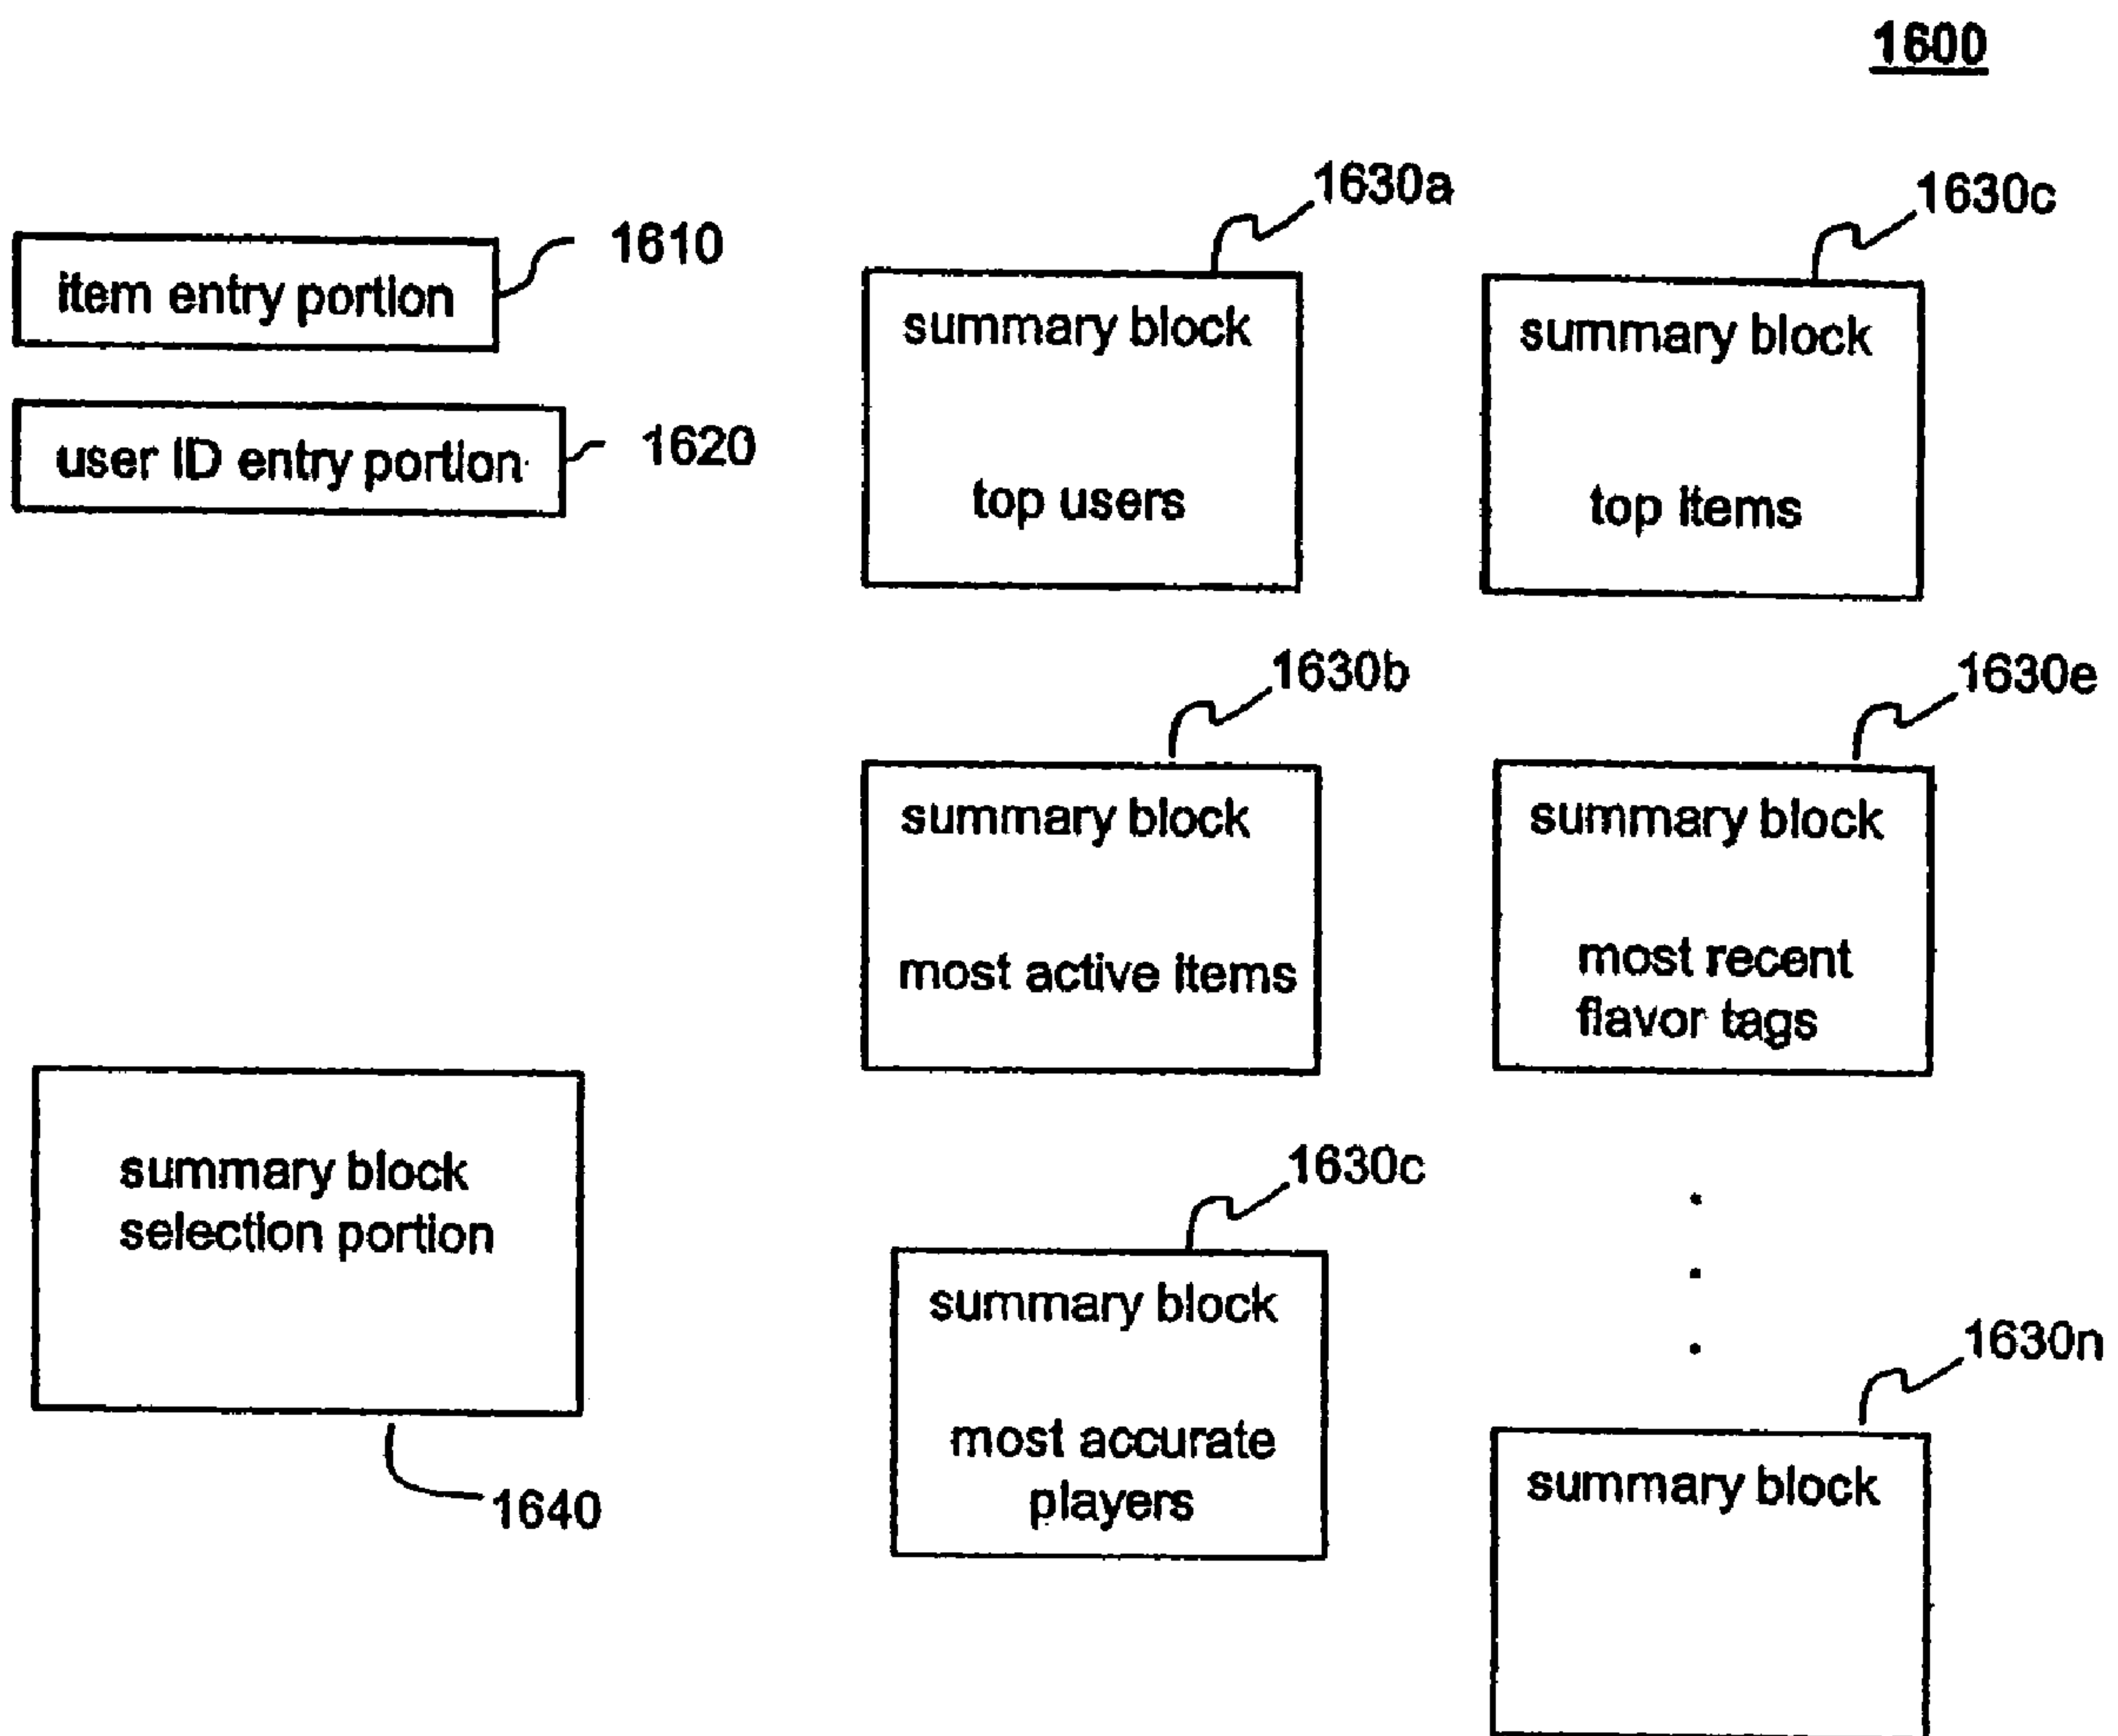 1600
1610
item entry portion
1620
user ID entry portion
1630a
summary block
top users
1630c
summary block
top items
1630b
summary block
most active items
1630e
summary block
most recent
flavor tags
summary block
selection portion
1640
1630c
summary block
most accurate
players
1630n
summary block